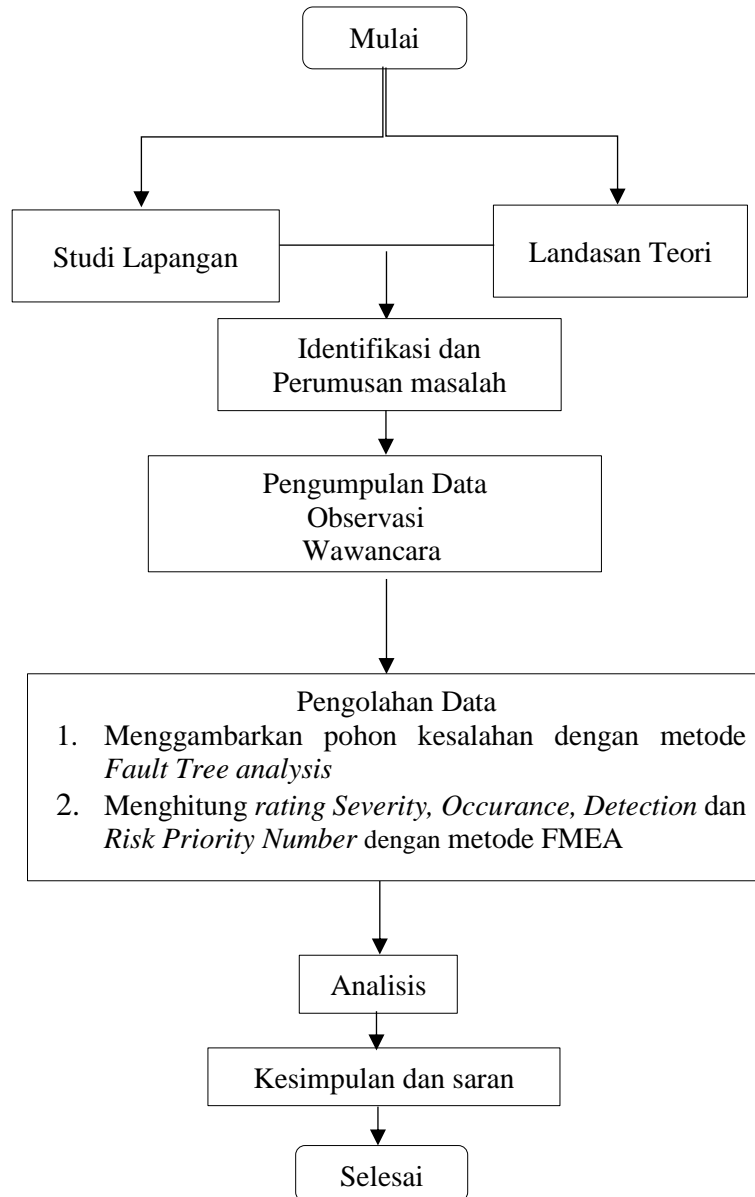 Mulai
Studi Lapangan
Landasan Teori
Identifikasi dan
Perumusan masalah
Pengumpulan Data
Observasi
Wawancara
Pengolahan Data
1. Menggambarkan pohon kesalahan dengan metode
Fault Tree analysis
2. Menghitung rating Severity, Occurance, Detection dan
Risk Priority Number dengan metode FMEA
Analisis
Kesimpulan dan saran
Selesai